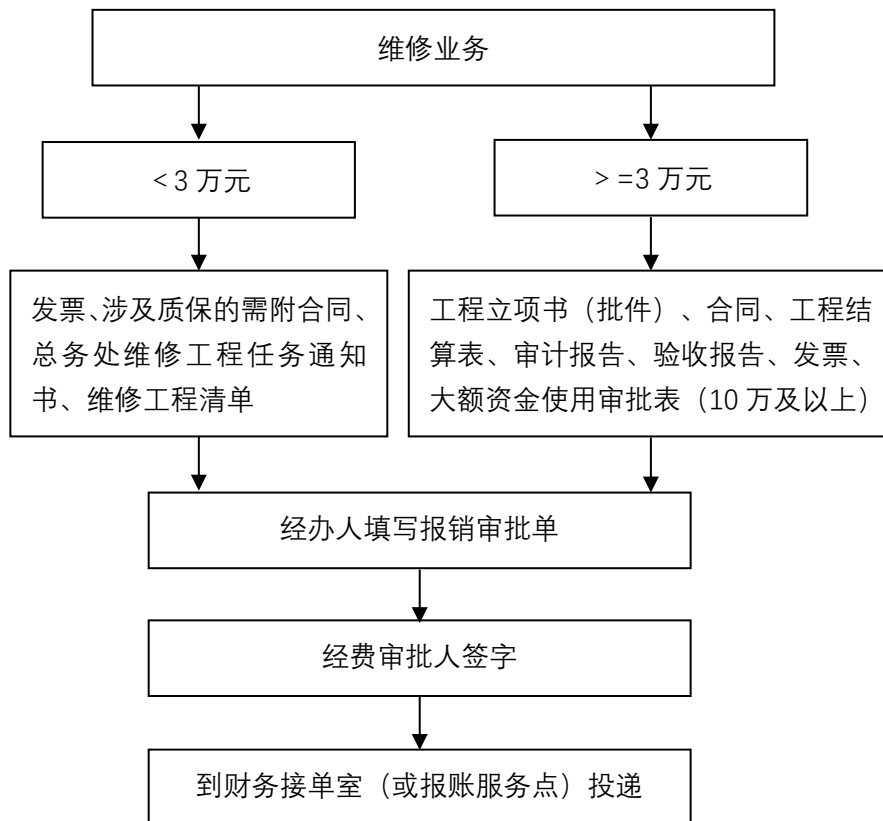 维修业务
<3 万元
> =3 万元
发票、涉及质保的需附合同、
总务处维修工程任务通知
书、维修工程清单
工程立项书（批件）、合同、工程结
算表、审计报告、验收报告、发票、
大额资金使用审批表（10 万及以上）
经办人填写报销审批单
经费审批人签字
到财务接单室（或报账服务点）投递